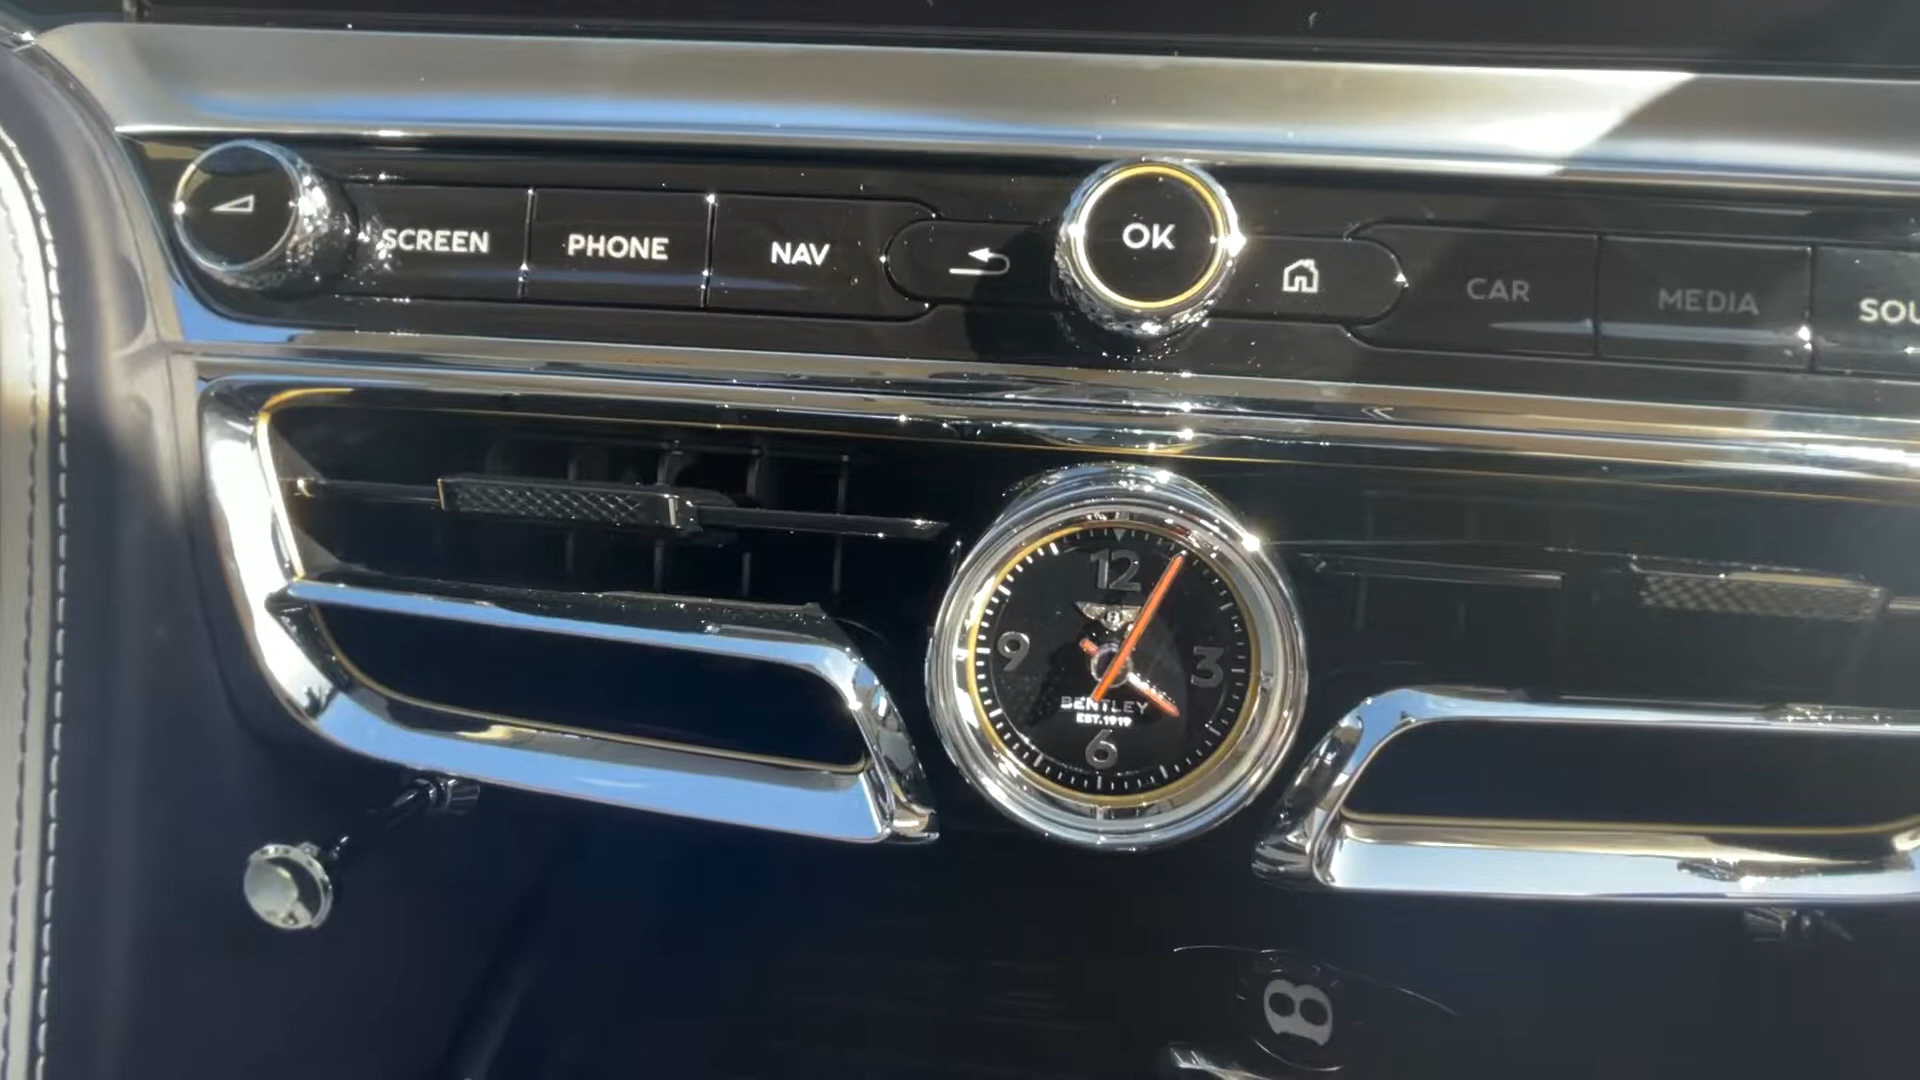 SCREEN
PHONE
NAV
OK
CAR
MEDIA
SOU
12
B
9
3
BENTLEY
EST.1919
6
B